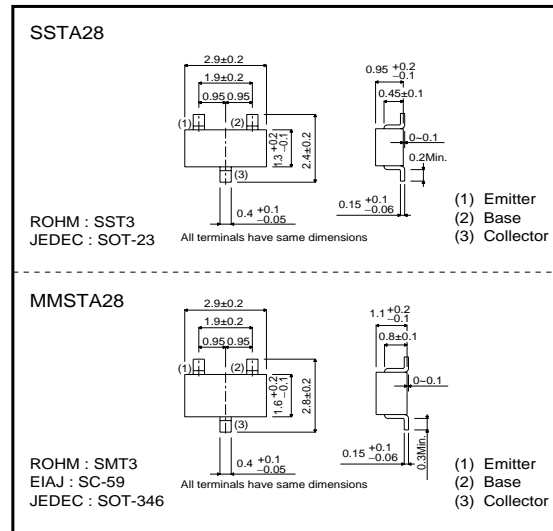 SSTA28
2.9±0.2
1.9±0.2
0.95 0.95
(1)
(2)
(3)
1.3 +0.2 −0.1
2.4±0.2
0.4 +0.1 −0.05
All terminals have same dimensions
0.95 +0.2 −0.1
0.45±0.1
0~0.1
0.2Min.
0.15 +0.1 −0.06
ROHM : SST3
JEDEC : SOT-23
(1) Emitter
(2) Base
(3) Collector
MMSTA28
2.9±0.2
1.9±0.2
0.95 0.95
(1)
(2)
(3)
1.6 +0.2 −0.1
2.8±0.2
0.4 +0.1 −0.05
All terminals have same dimensions
1.1 +0.2 −0.1
0.8±0.1
0~0.1
0.3Min.
0.15 +0.1 −0.06
ROHM : SMT3
EIAJ : SC-59
JEDEC : SOT-346
(1) Emitter
(2) Base
(3) Collector